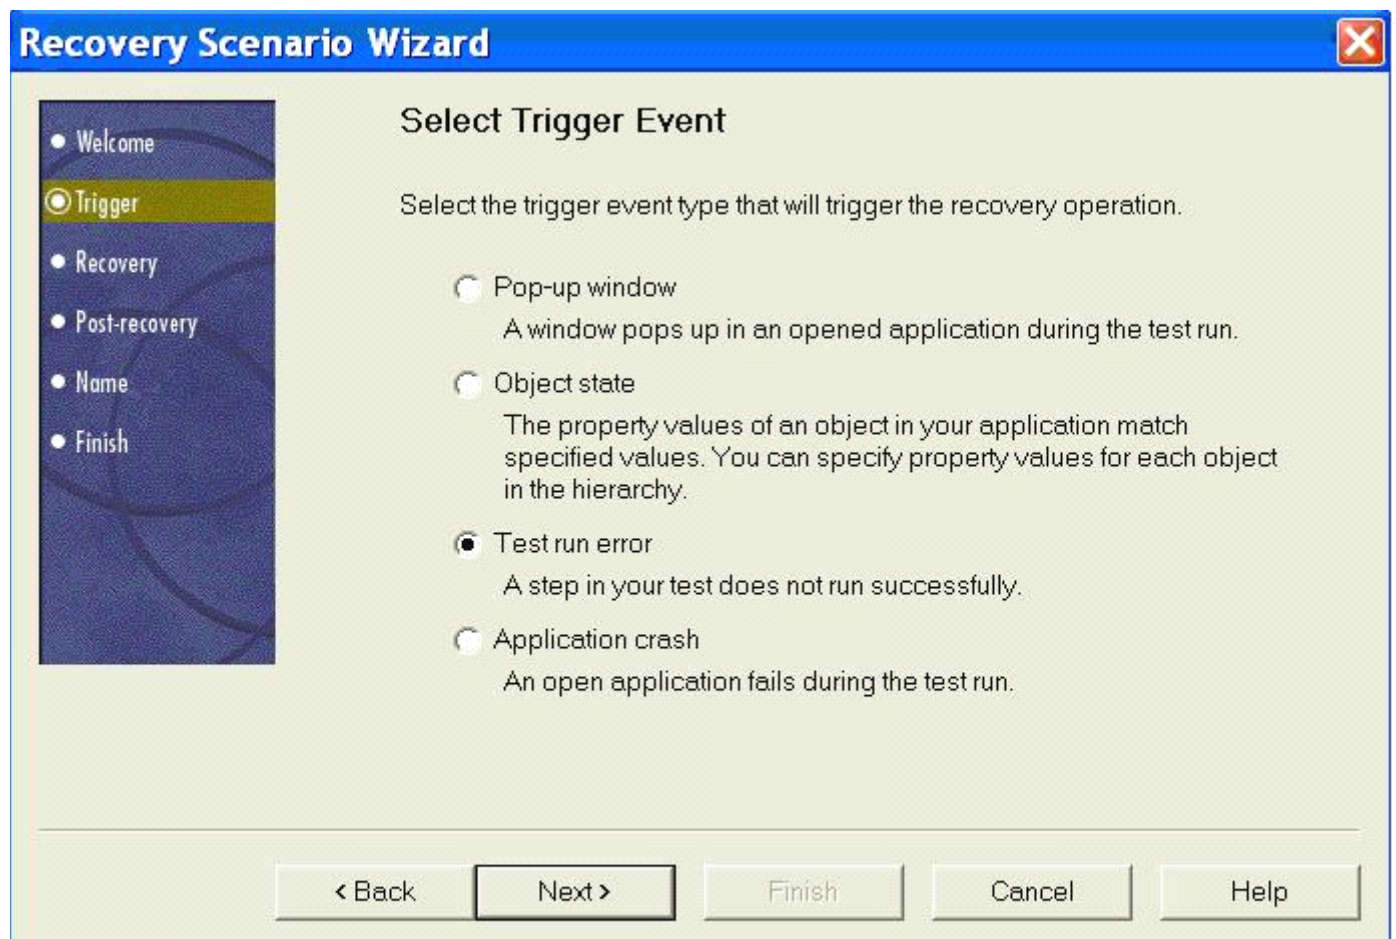 Recovery Scenario Wizard
Welcome
Trigger
Recovery
Post-recovery
Name
Finish
Select Trigger Event
Select the trigger event type that will trigger the recovery operation.
Pop-up window
A window pops up in an opened application during the test run.
Object state
The property values of an object in your application match
specified values. You can specify property values for each object
in the hierarchy.
Test run error
A step in your test does not run successfully.
Application crash
An open application fails during the test run.
< Back
Next >
Finish
Cancel
Help